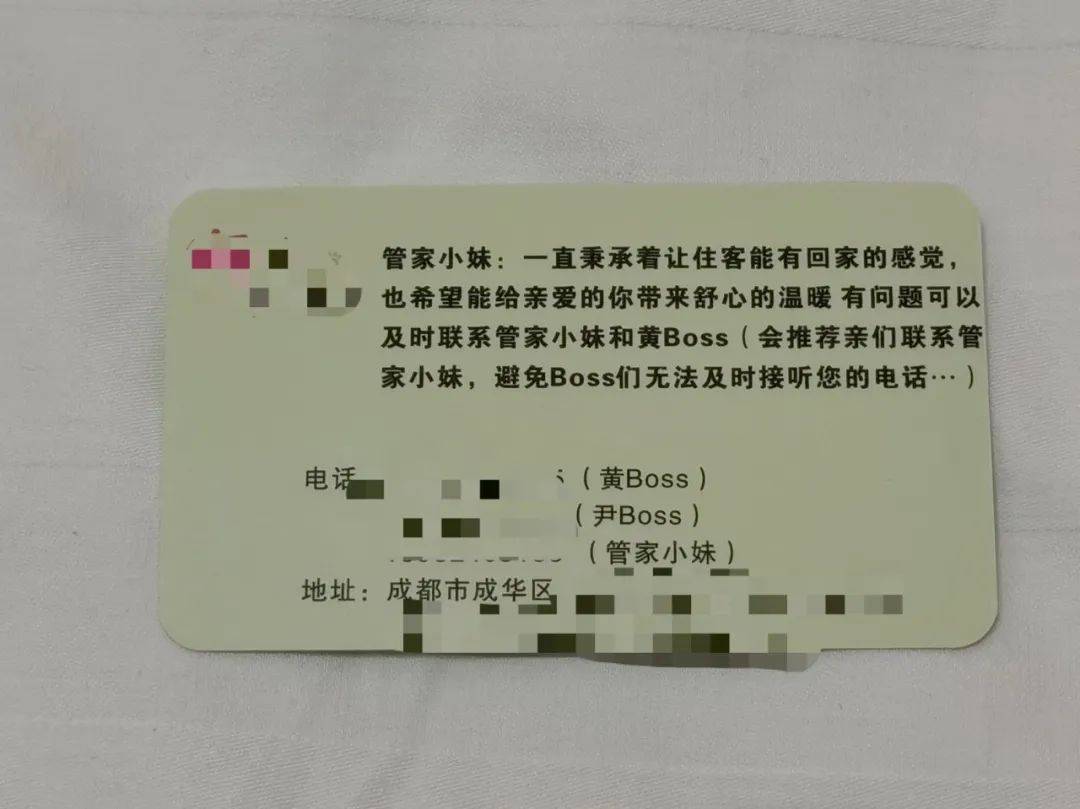 管家小妹：一直秉承着让住客能有回家的感觉，
也希望能给亲爱的你带来舒心的温暖 有问题可以
及时联系管家小妹和黄Boss（会推荐亲们联系管
家小妹，避免Boss们无法及时接听您的电话…）
电话
（黄Boss）
（尹Boss）
（管家小妹）
地址：成都市成华区